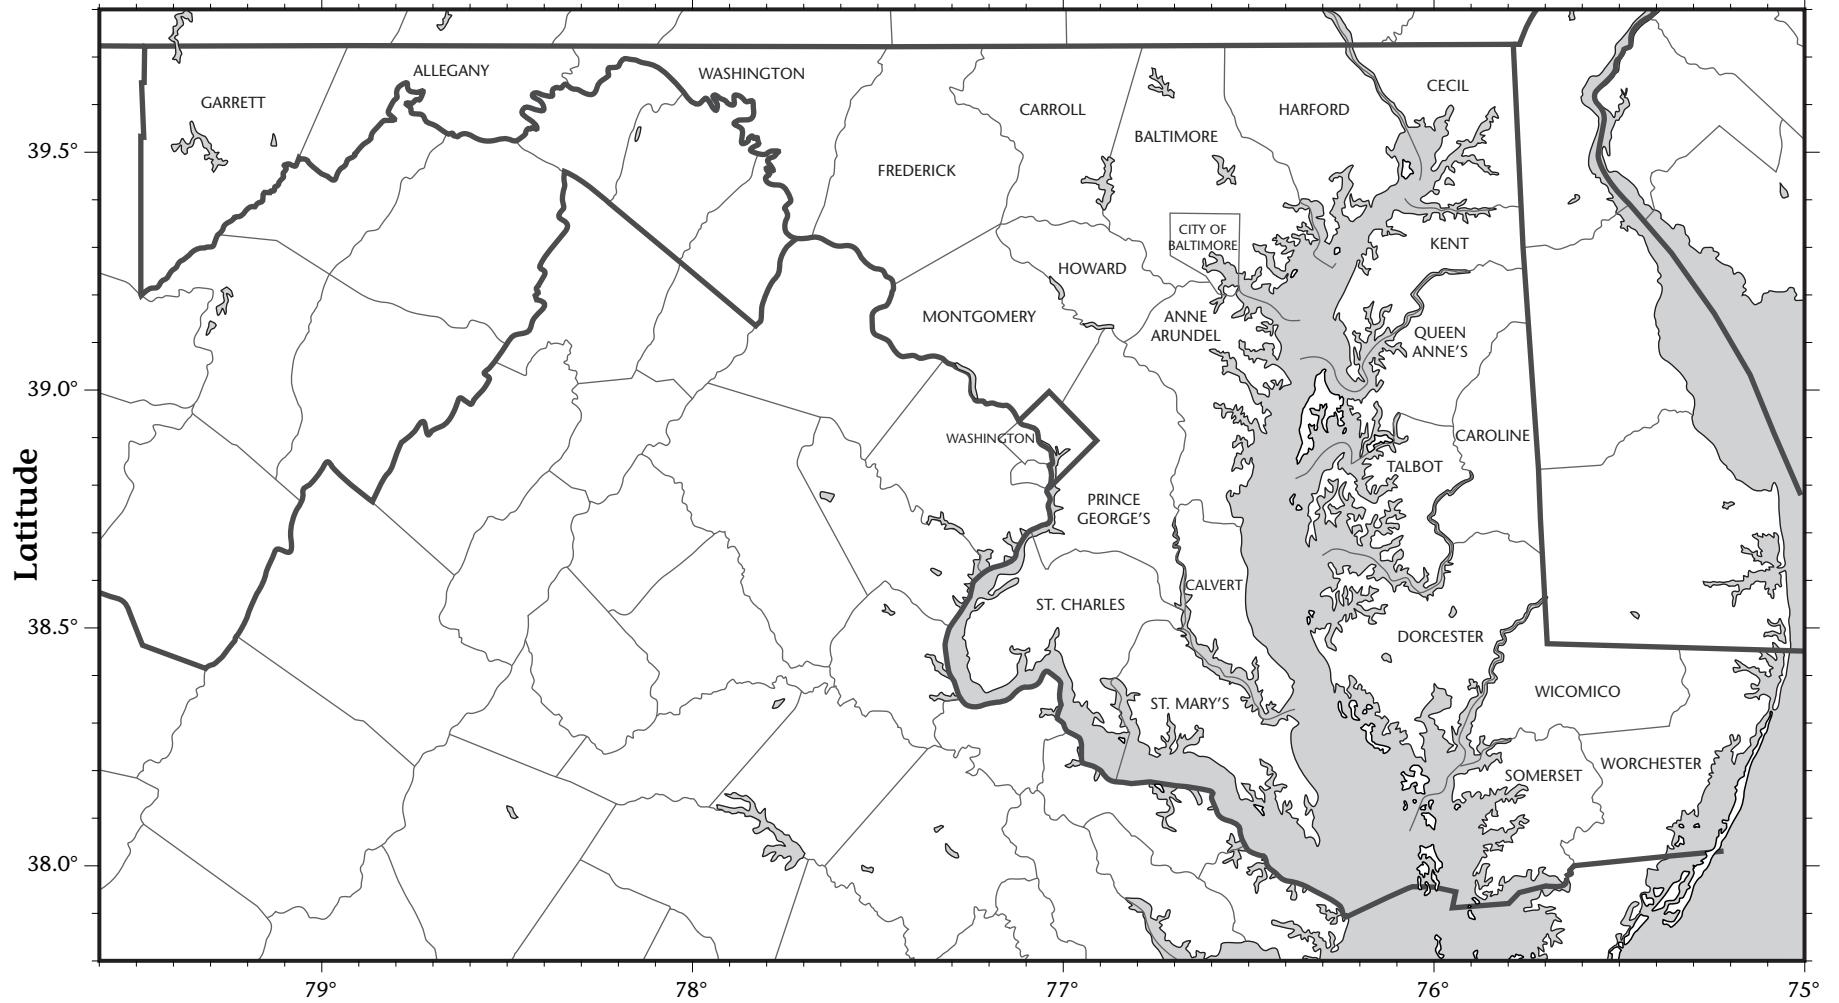 ALLEGANY
WASHINGTON
GARRETT
CECIL
CARROLL
HARFORD
BALTIMORE
39.5°
FREDERICK
CITY OF
BALTIMORE
KENT
HOWARD
MONTGOMERY
ANNE
ARUNDEL
QUEEN
ANNE'S
39.0°
WASHINGTON
CAROLINE
TALBOT
PRINCE
GEORGE'S
Latitude
CALVERT
ST. CHARLES
38.5°
DORCESTER
WICOMICO
ST. MARY'S
WORCHESTER
SOMERSET
38.0°
79°
78°
77°
76°
75°